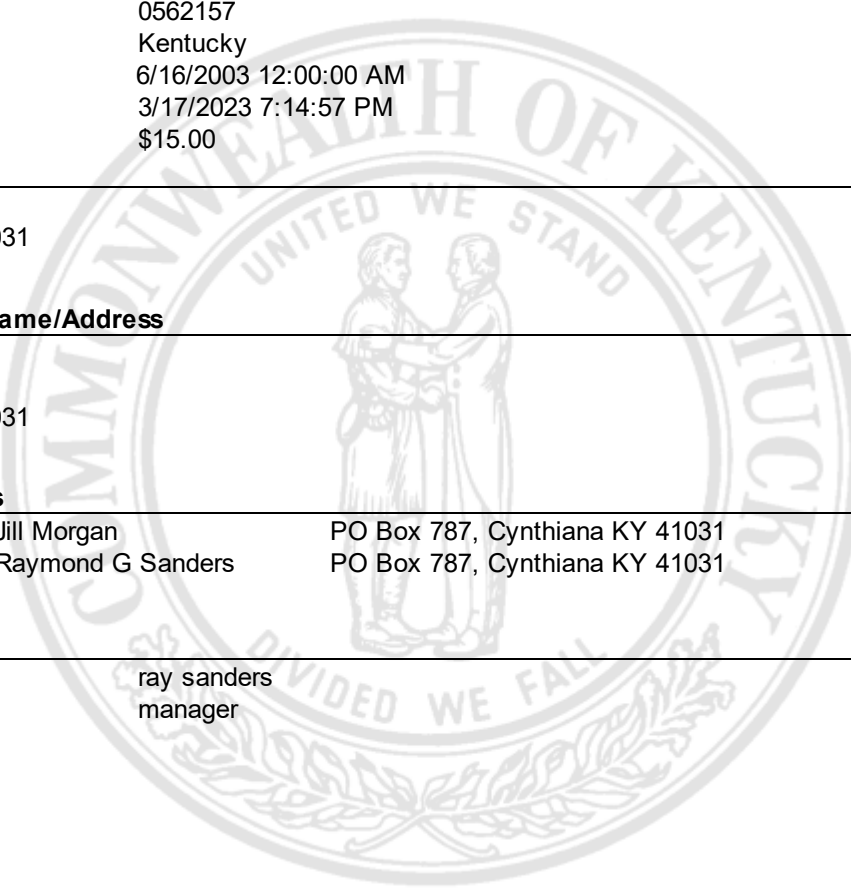 0562157
Kentucky
6/16/2003 12:00:00 AM
3/17/2023 7:14:57 PM
$15.00
031
ame/Address
031
s
Jill Morgan PO Box 787, Cynthiana KY 41031
Raymond G Sanders PO Box 787, Cynthiana KY 41031
ray sanders
manager
COMMONWEALTH OF KENTUCKY
UNITED WE STAND
DIVIDED WE FALL